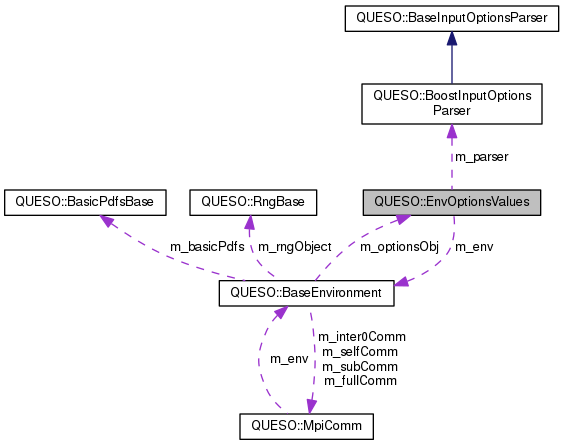 QUESO::BaseInputOptionsParser
QUESO::BoostInputOptions
Parser
m_parser
QUESO::BasicPdfsBase
QUESO::RngBase
QUESO::EnvOptionsValues
m_basicPdfs
m_rngObject
m_optionsObj
m_env
QUESO::BaseEnvironment
m_env
m_inter0Comm
m_selfComm
m_subComm
m_fullComm
QUESO::MpiComm